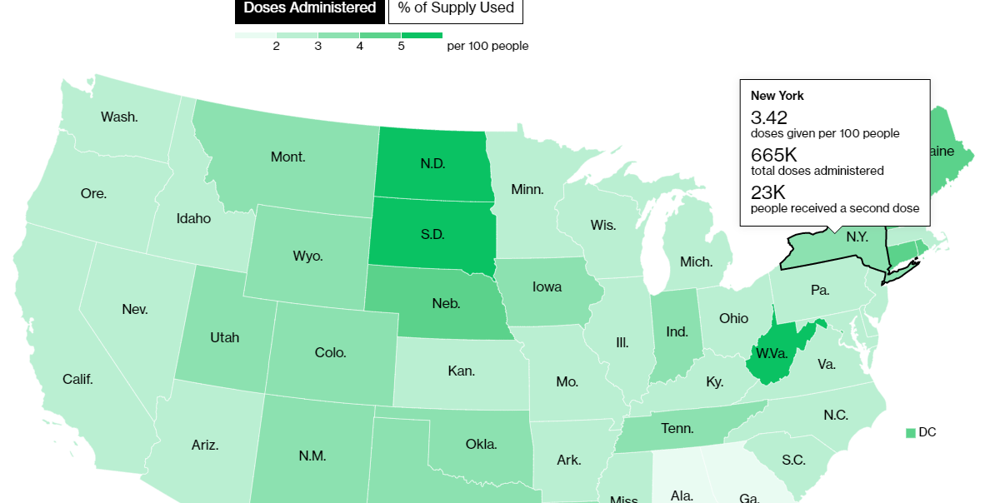 Doses Administered
% of Supply Used
2 3 4 5 per 100 people
New York
3.42
doses given per 100 people
665K
total doses administered
23K
people received a second dose
aine
Wash.
Mont.
N.D.
Ore.
Minn.
Idaho
Wis.
S.D.
N.Y.
Wyo.
Mich.
Iowa
Pa.
Neb.
Nev.
Ohio
Utah
Ind.
Colo.
Ill.
W.Va.
Va.
Kan.
Calif.
Mo.
Ky.
N.C.
Tenn.
DC
Ariz.
Okla.
N.M.
Ark.
S.C.
Ala.
Ga.
Miss.